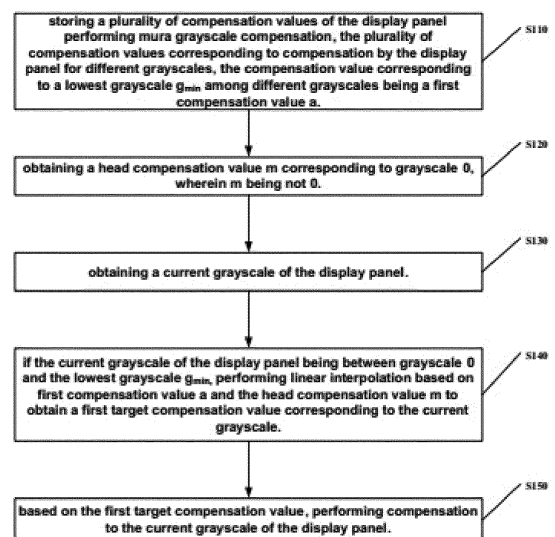 storing a plurality of compensation values of the display panel
performing mura grayscale compensation, the plurality of
compensation values corresponding to compensation by the display
panel for different grayscales, the compensation value corresponding
to a lowest grayscale gmin among different grayscales being a first
compensation value a.
S110
obtaining a head compensation value m corresponding to grayscale 0,
wherein m being not 0.
S120
obtaining a current grayscale of the display panel.
S130
if the current grayscale of the display panel being between grayscale 0
and the lowest grayscale gmin, performing linear interpolation based on
first compensation value a and the head compensation value m to
obtain a first target compensation value corresponding to the current
grayscale.
S140
based on the first target compensation value, performing compensation
to the current grayscale of the display panel.
S150